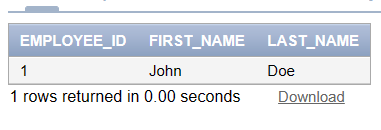 EMPLOYEE_ID FIRST_NAME LAST_NAME
1 John Doe
1 rows returned in 0.00 seconds Download